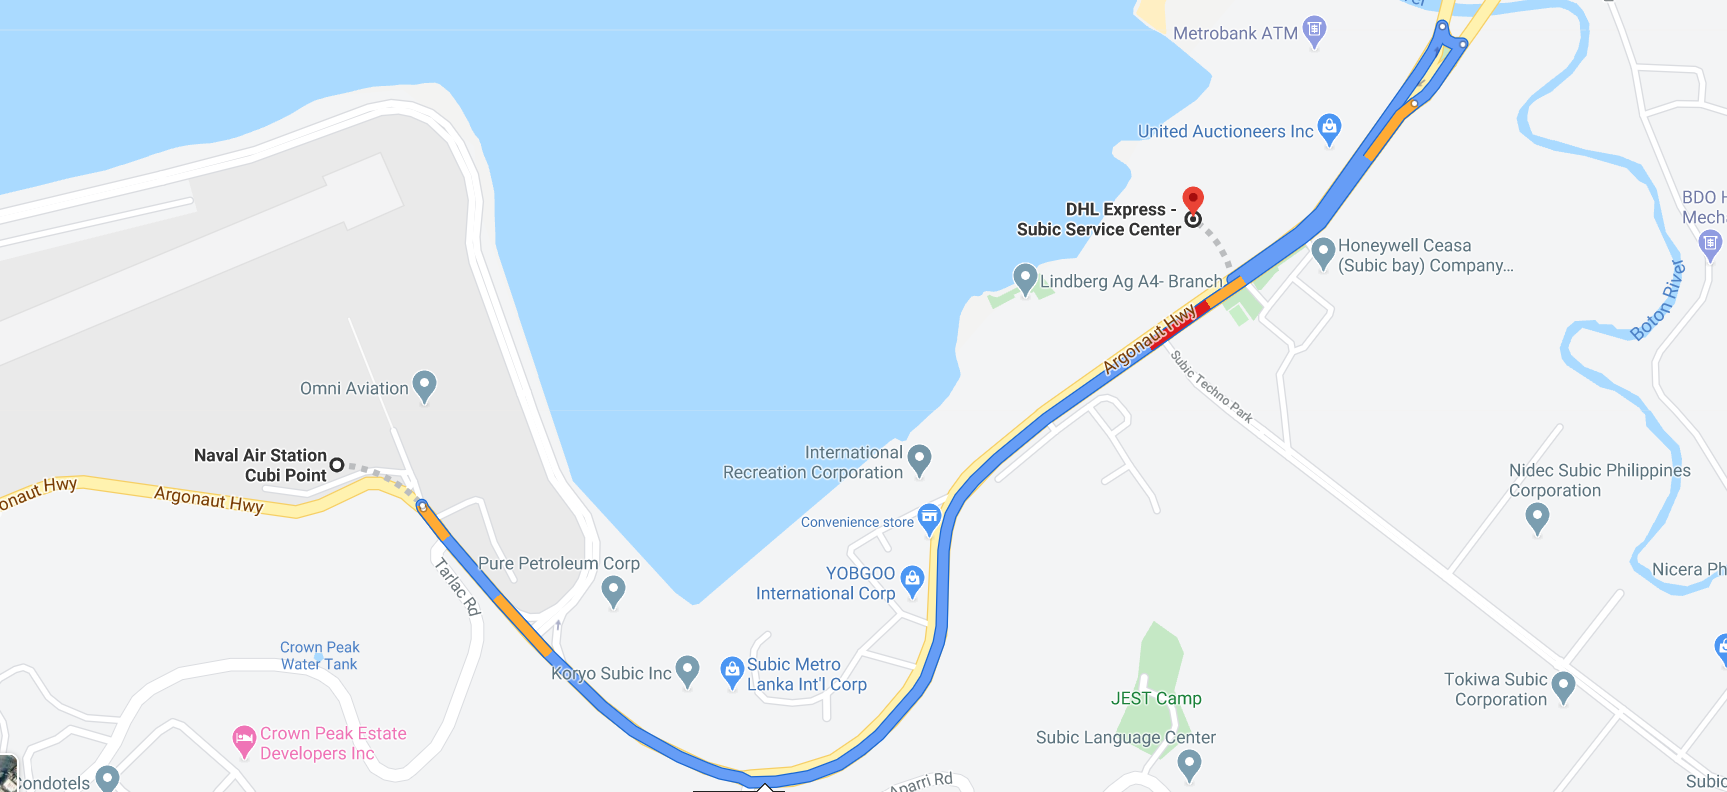 Metrobank ATM
United Auctioneers Inc
BDO H
Mecha
DHL Express -
Subic Service Center
Honeywell Ceasa
(Subic bay) Company...
Lindberg Ag A4- Branch
Boton River
Argonaut Hwy
Subic Techno Park
Omni Aviation
Naval Air Station
Cubi Point
International
Recreation Corporation
Nidec Subic Philippines
Corporation
onaut Hwy
Argonaut Hwy
Convenience store
Pure Petroleum Corp
YOBGOO
International Corp
Nicera Ph
Tarlac Rd
Crown Peak
Water Tank
Koryo Subic Inc
Subic Metro
Lanka Int'l Corp
JEST Camp
Tokiwa Subic
Corporation
Crown Peak Estate
Developers Inc
Subic Language Center
ondotels
Aparri Rd
Subic